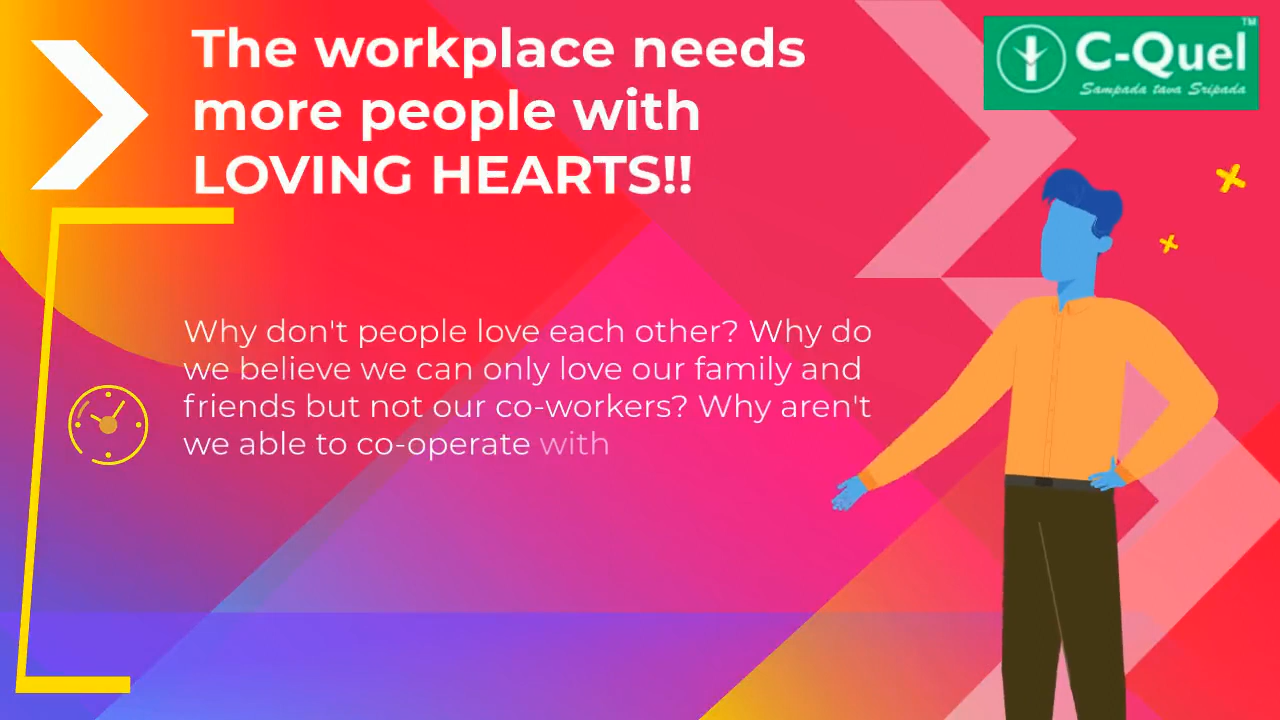 The workplace needs
more people with
LOVING HEARTS!!
C-Quel
TM
Sampada tava Sripada
Why don't people love each other? Why do
we believe we can only love our family and
friends but not our co-workers? Why aren't
we able to co-operate with